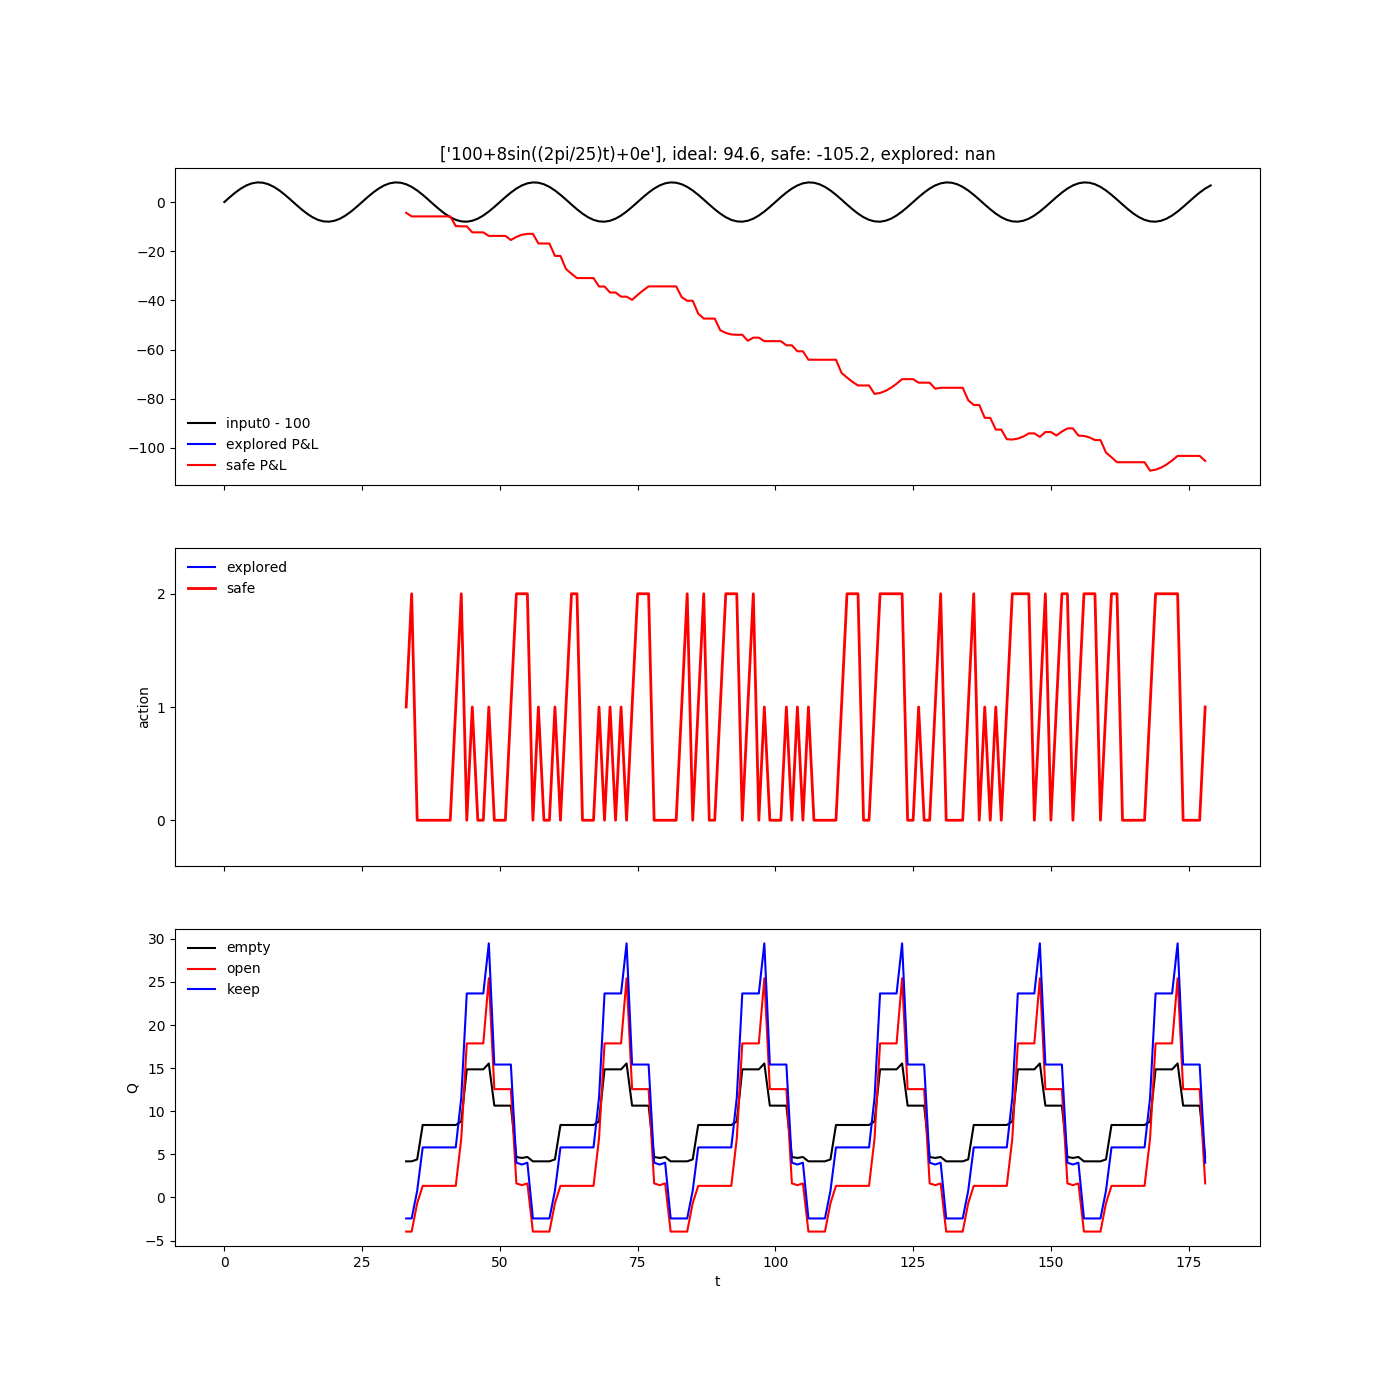 ['100+8sin((2pi/25)t)+0e'], ideal: 94.6, safe: -105.2, explored: nan
0
−20
−40
−60
−80
−100
input0 - 100
explored P&L
safe P&L
explored
safe
2
1
0
action
empty
open
keep
30
25
20
15
10
5
0
−5
Q
0
25
50
75
100
125
150
175
t